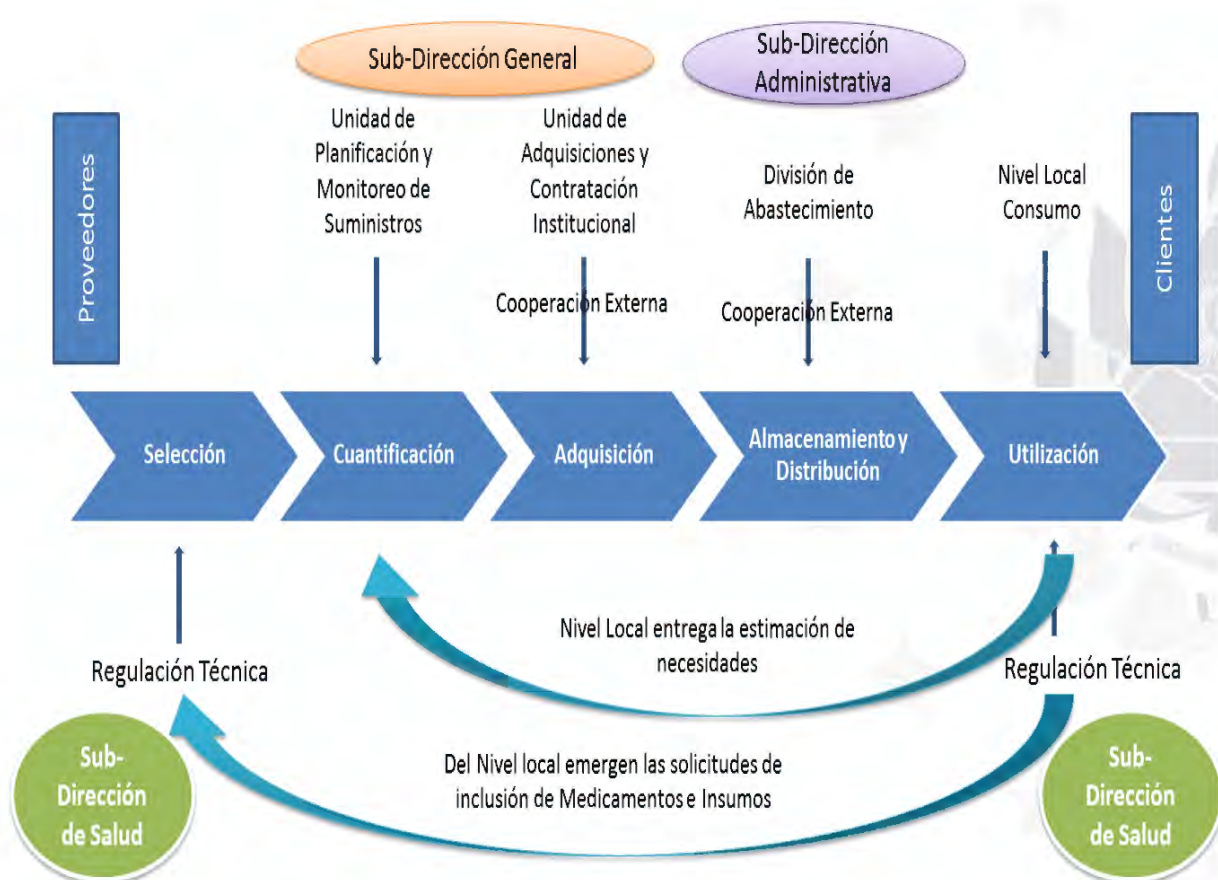 Sub-Dirección General
Sub-Dirección
Administrativa
Proveedores
Unidad de
Planificación y
Monitoreo de
Suministros
Unidad de
Adquisiciones y
Contratación
Institucional
División de
Abastecimiento
Nivel Local
Consumo
Clientes
Cooperación Externa
Cooperación Externa
Selección
Cuantificación
Adquisición
Almacenamiento y
Distribución
Utilización
Nivel Local entrega la estimación de
necesidades
Regulación Técnica
Regulación Técnica
Del Nivel local emergen las solicitudes de
inclusión de Medicamentos e Insumos
Sub-
Dirección
de Salud
Sub-
Dirección
de Salud